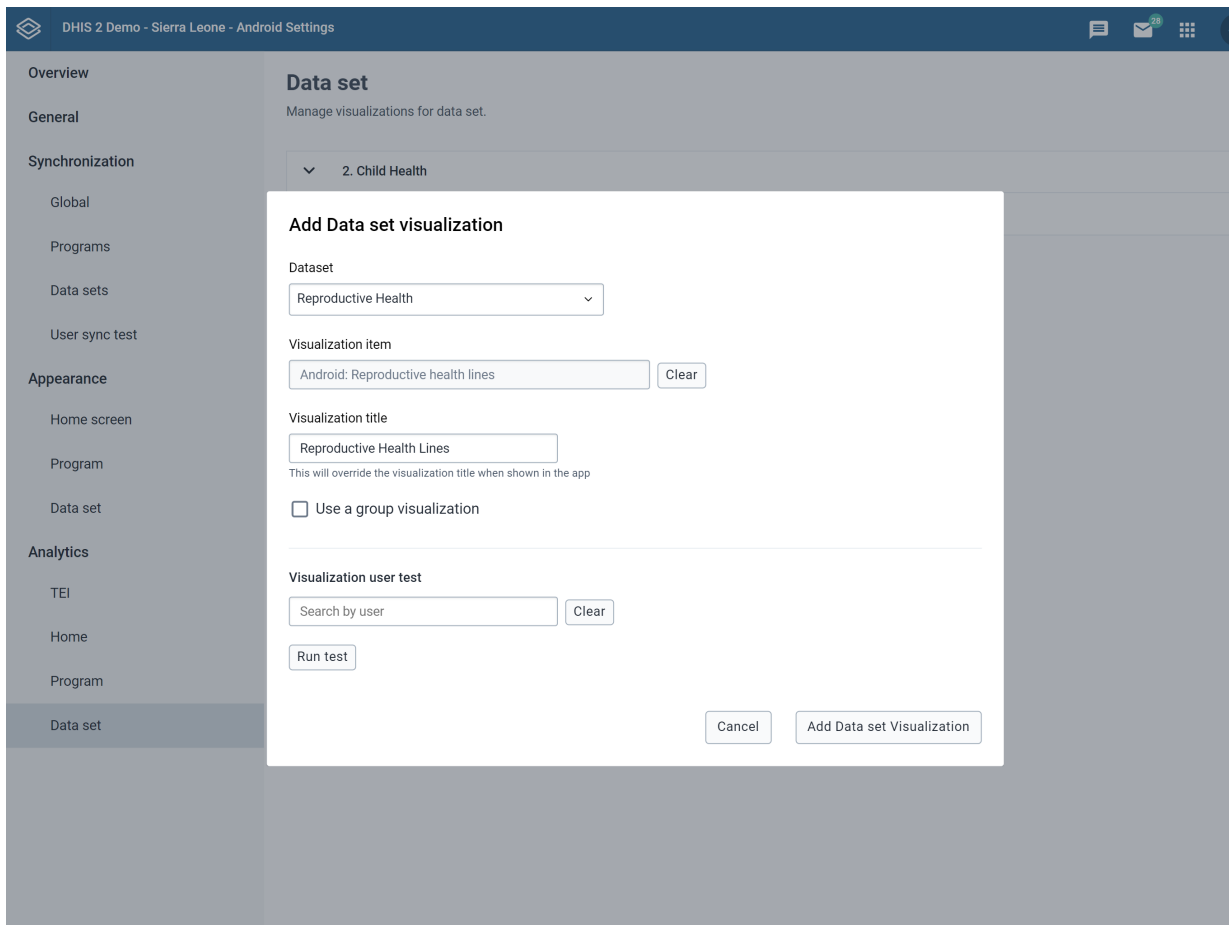 DHIS 2 Demo - Sierra Leone - Android Settings
28
Overview
General
Synchronization
Global
Programs
Data sets
User sync test
Appearance
Home screen
Program
Data set
Analytics
TEI
Home
Program
Data set
Data set
Manage visualizations for data set.
2. Child Health
Add Data set visualization
Dataset
Reproductive Health
Visualization item
Android: Reproductive health lines
Clear
Visualization title
Reproductive Health Lines
This will override the visualization title when shown in the app
Use a group visualization
Visualization user test
Search by user
Clear
Run test
Cancel
Add Data set Visualization